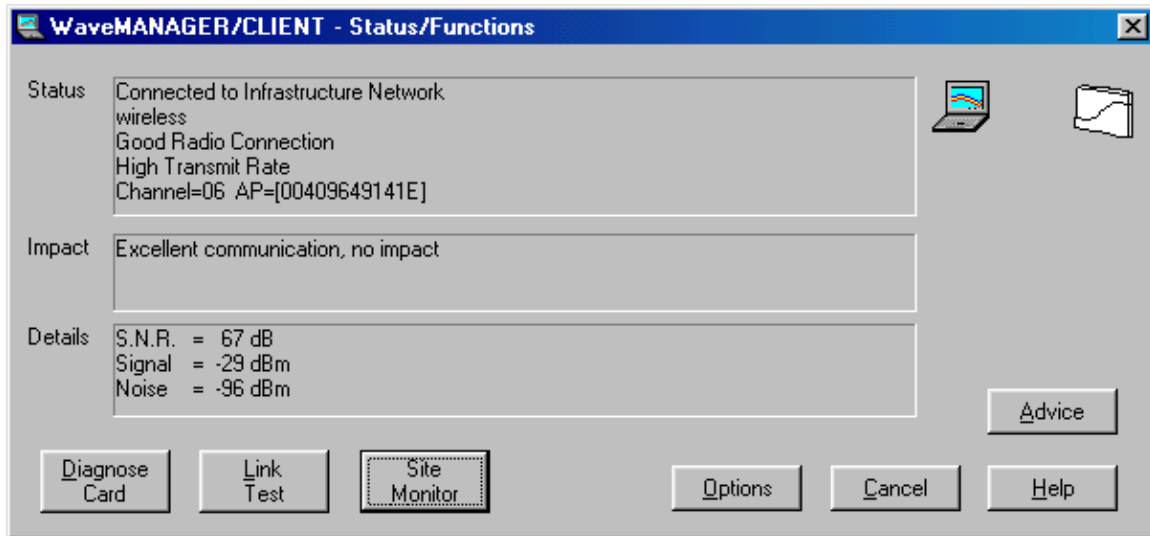 WaveMANAGER/CLIENT - Status/Functions
Status
Connected to Infrastructure Network
wireless
Good Radio Connection
High Transmit Rate
Channel=06 AP=[00409649141E]
Impact
Excellent communication, no impact
Details
S.N.R. = 67 dB
Signal = -29 dBm
Noise = -96 dBm
Advice
Diagnose
Card
Link
Test
Site
Monitor
Options
Cancel
Help